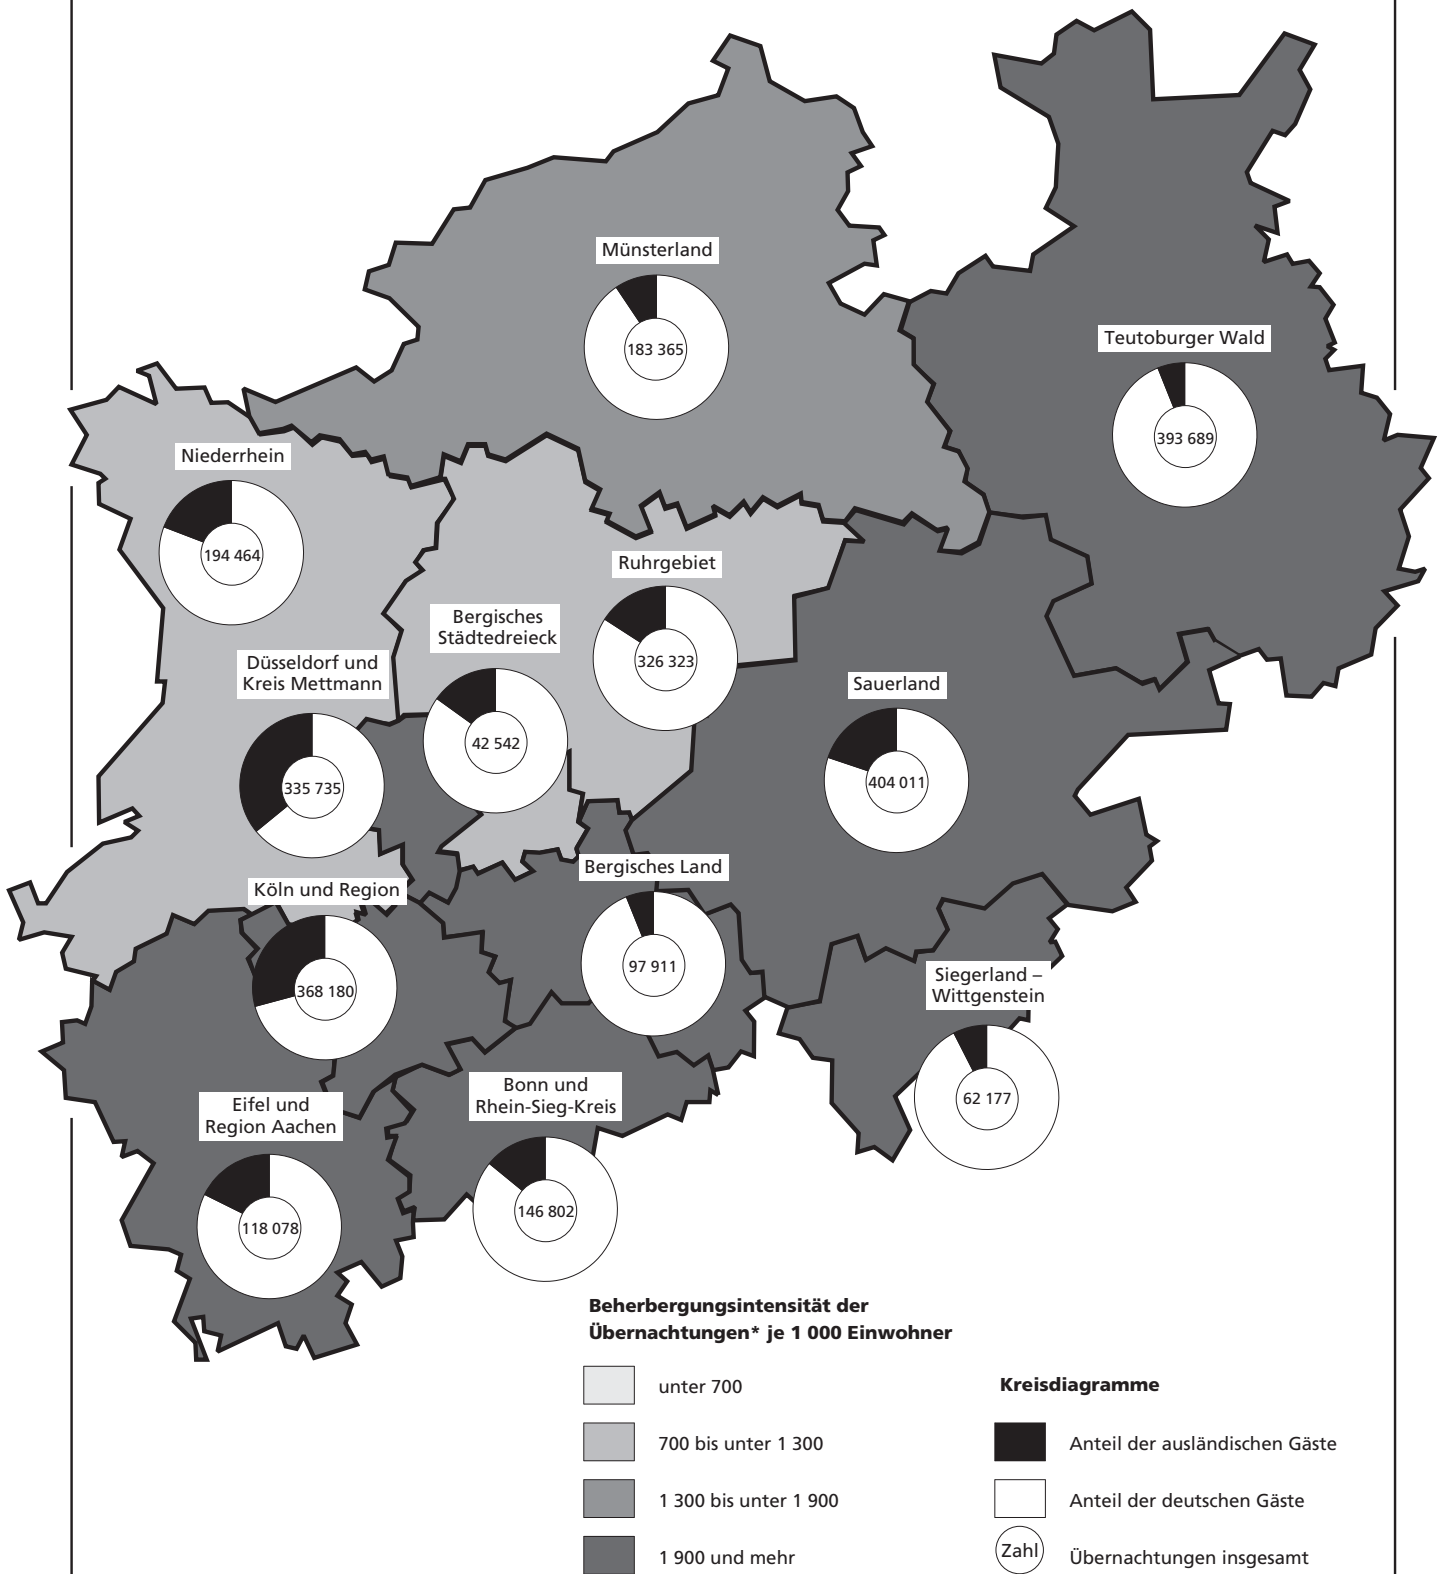 Münsterland
183 365
Teutoburger Wald
393 689
Niederrhein
194 464
Ruhrgebiet
326 323
Bergisches
Städtedreieck
42 542
Düsseldorf und
Kreis Mettmann
335 735
Sauerland
404 011
Bergisches Land
97 911
Köln und Region
368 180
Siegerland –
Wittgenstein
62 177
Bonn und
Rhein-Sieg-Kreis
146 802
Eifel und
Region Aachen
118 078
Beherbergungsintensität der
Übernachtungen* je 1 000 Einwohner
unter 700
700 bis unter 1 300
1 300 bis unter 1 900
1 900 und mehr
Kreisdiagramme
Anteil der ausländischen Gäste
Anteil der deutschen Gäste
Zahl
Übernachtungen insgesamt